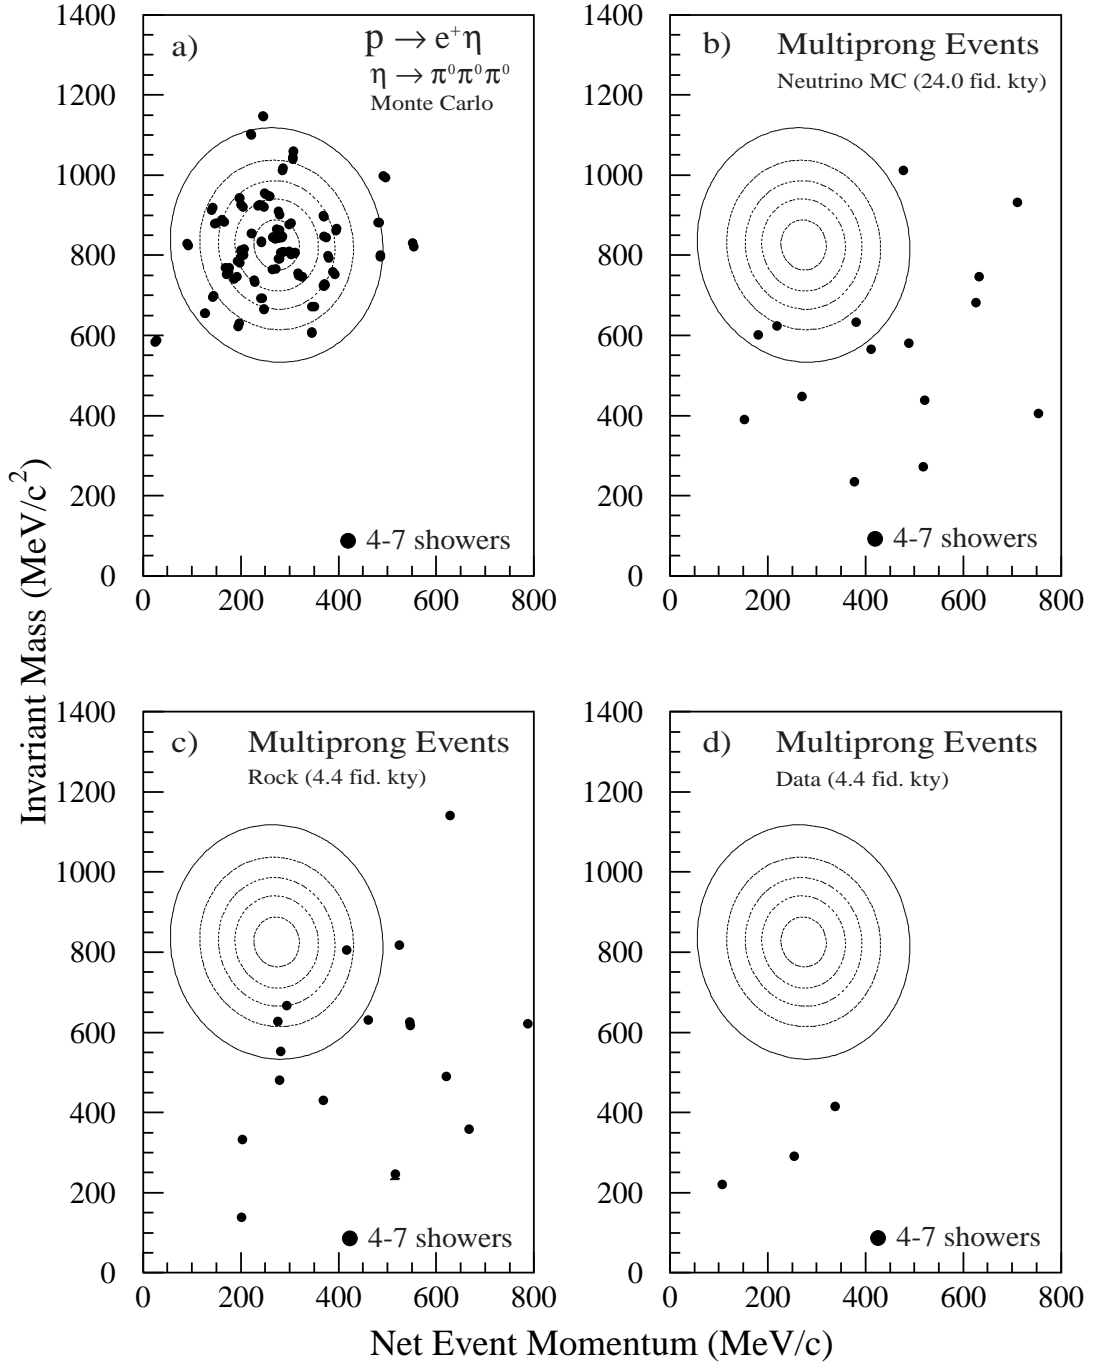 Invariant Mass (MeV/c²)
1400
1200
1000
800
600
400
200
0
a)
p → e⁺η
η → π⁰π⁰π⁰
Monte Carlo
4-7 showers
0 200 400 600 800
1400
1200
1000
800
600
400
200
0
b) Multiprong Events
Neutrino MC (24.0 fid. kty)
4-7 showers
0 200 400 600 800
1400
1200
1000
800
600
400
200
0
c) Multiprong Events
Rock (4.4 fid. kty)
4-7 showers
0 200 400 600 800
1400
1200
1000
800
600
400
200
0
d) Multiprong Events
Data (4.4 fid. kty)
4-7 showers
0 200 400 600 800
Net Event Momentum (MeV/c)